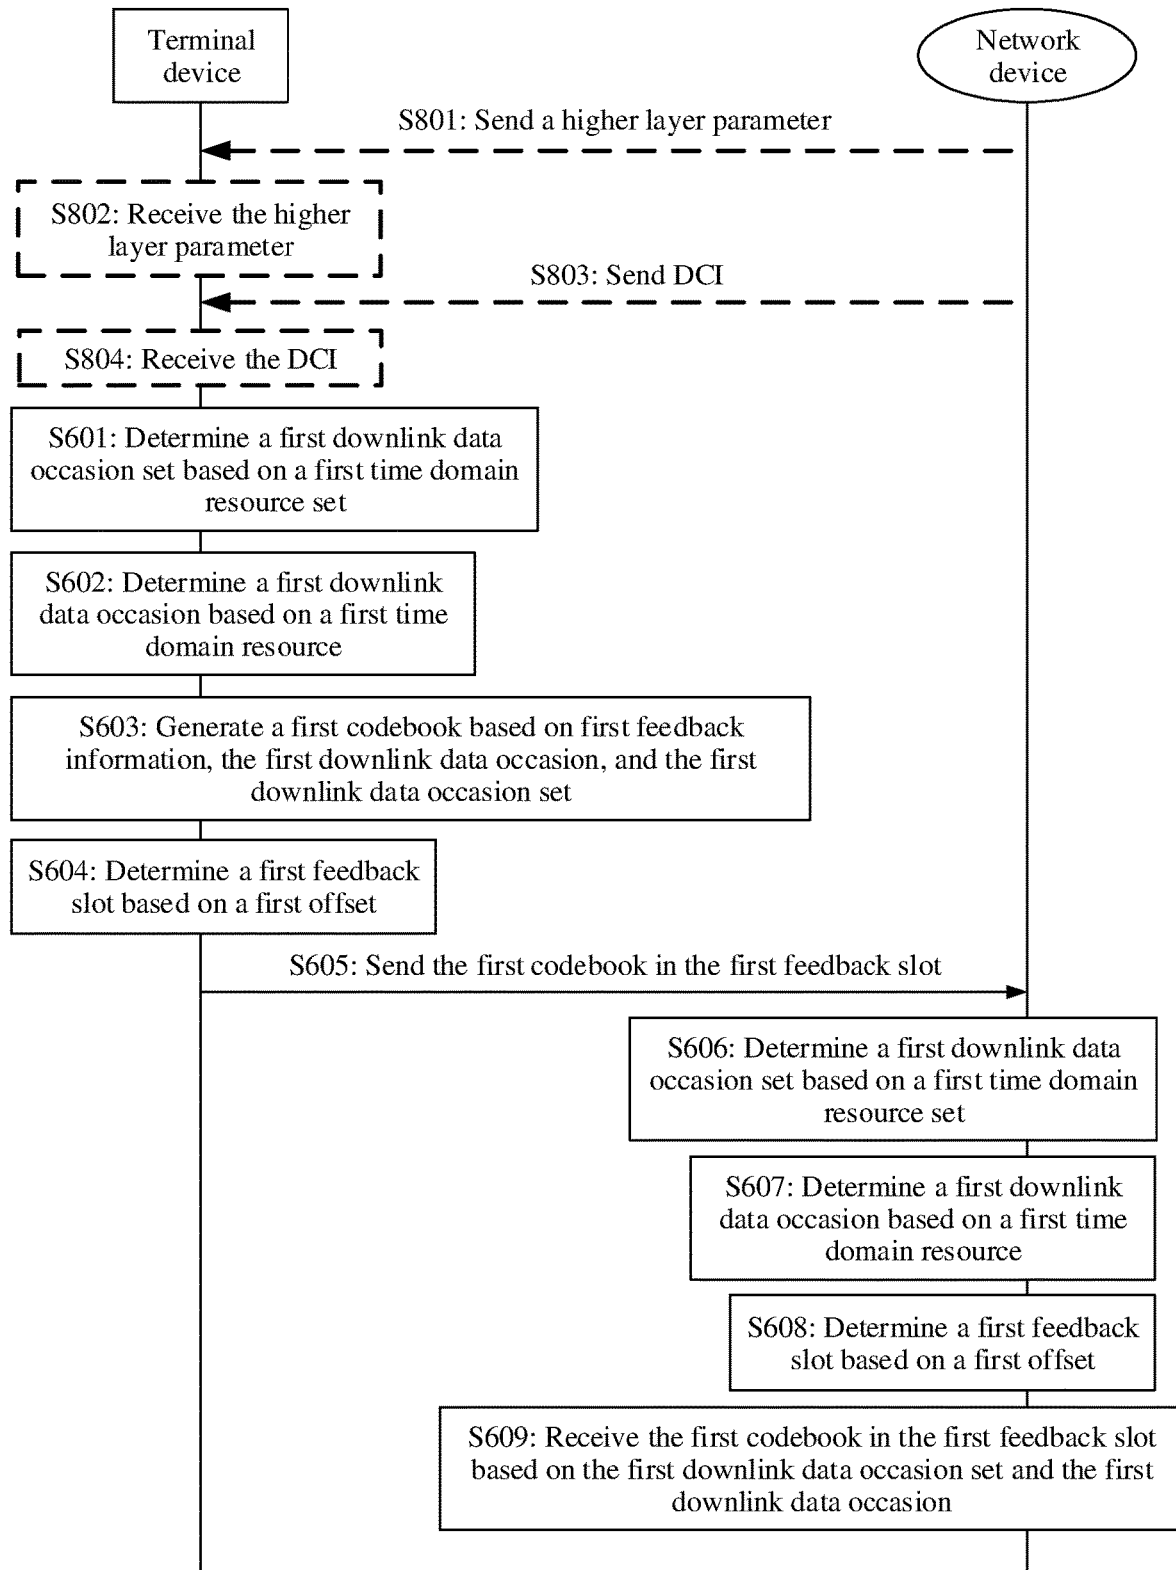 Terminal
device
Network
device
S801: Send a higher layer parameter
S802: Receive the higher
layer parameter
S803: Send DCI
S804: Receive the DCI
S601: Determine a first downlink data
occasion set based on a first time domain
resource set
S602: Determine a first downlink
data occasion based on a first time
domain resource
S603: Generate a first codebook based on first feedback
information, the first downlink data occasion, and the first
downlink data occasion set
S604: Determine a first feedback
slot based on a first offset
S605: Send the first codebook in the first feedback slot
S606: Determine a first downlink data
occasion set based on a first time domain
resource set
S607: Determine a first downlink
data occasion based on a first time
domain resource
S608: Determine a first feedback
slot based on a first offset
S609: Receive the first codebook in the first feedback slot
based on the first downlink data occasion set and the first
downlink data occasion